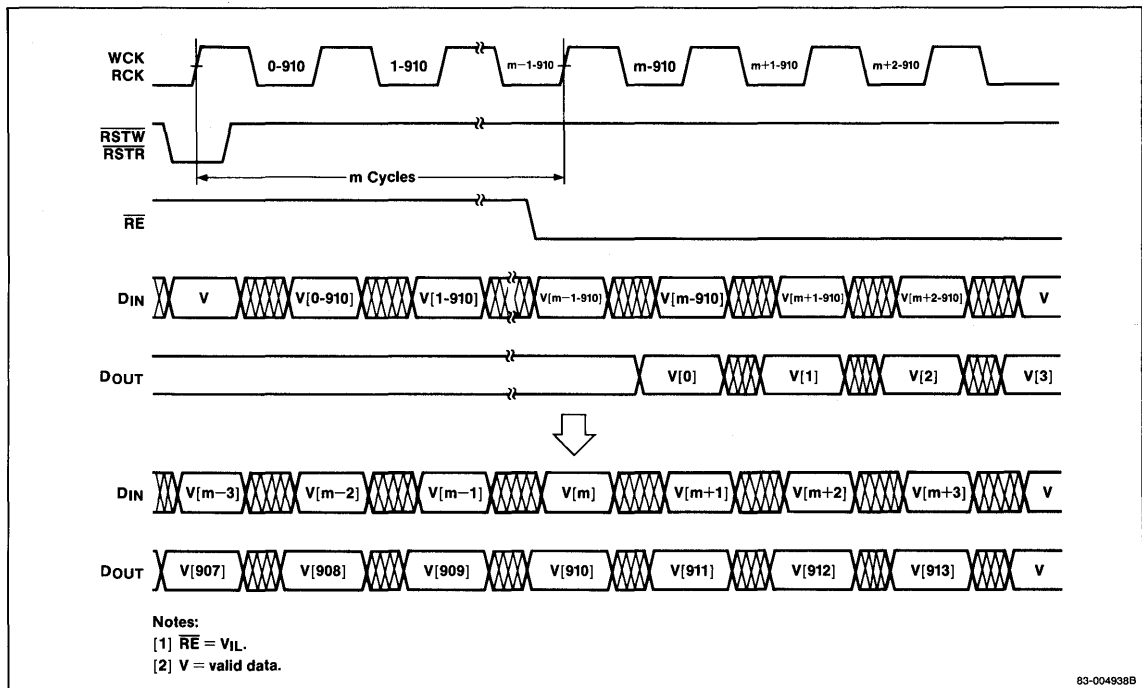 WCK
RCK
0-910 1-910 m−1-910 m-910 m+1-910 m+2-910
RSTW
RSTR
m Cycles
RE
DIN V V[0-910] V[1-910] V[m−1-910] V[m-910] V[m+1-910] V[m+2-910] V
DOUT V[0] V[1] V[2] V[3]
DIN V[m−3] V[m−2] V[m−1] V[m] V[m+1] V[m+2] V[m+3] V
DOUT V[907] V[908] V[909] V[910] V[911] V[912] V[913] V
Notes:
[1] RE = VIL.
[2] V = valid data.
83-004938B